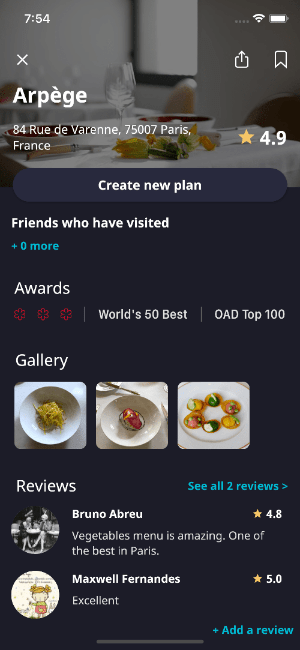 7:54
Arpège
84 Rue de Varenne, 75007 Paris,
France
4.9
Create new plan
Friends who have visited
+ 0 more
Awards
World's 50 Best
OAD Top 100
Gallery
Reviews
See all 2 reviews >
Bruno Abreu
4.8
Vegetables menu is amazing. One of
the best in Paris.
Maxwell Fernandes
5.0
Excellent
+ Add a review